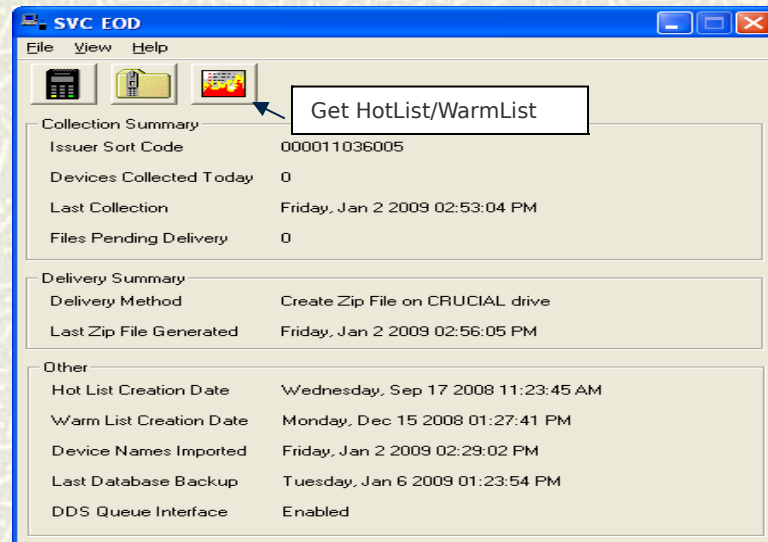 SVC EOD
File View Help
Get HotList/WarmList
Collection Summary
Issuer Sort Code 000011036005
Devices Collected Today 0
Last Collection Friday, Jan 2 2009 02:53:04 PM
Files Pending Delivery 0
Delivery Summary
Delivery Method Create Zip File on CRUCIAL drive
Last Zip File Generated Friday, Jan 2 2009 02:56:05 PM
Other
Hot List Creation Date Wednesday, Sep 17 2008 11:23:45 AM
Warm List Creation Date Monday, Dec 15 2008 01:27:41 PM
Device Names Imported Friday, Jan 2 2009 02:29:02 PM
Last Database Backup Tuesday, Jan 6 2009 01:23:54 PM
DDS Queue Interface Enabled